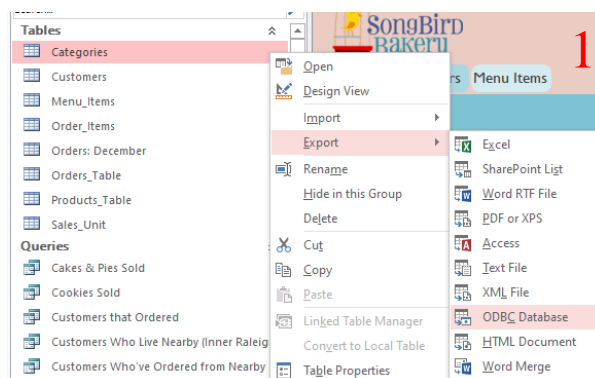 Tables
Categories
Customers
Menu_Items
Order_Items
Orders: December
Orders_Table
Products_Table
Sales_Unit
Queries
Cakes & Pies Sold
Cookies Sold
Customers that Ordered
Customers Who Live Nearby (Inner Raleig
Customers Who've Ordered from Nearby
Open
Design View
Import
Export
Rename
Hide in this Group
Delete
Cut
Copy
Paste
Linked Table Manager
Convert to Local Table
Table Properties
SongBird
Bakery
rs
Menu Items
1
Excel
SharePoint List
Word RTF File
PDF or XPS
Access
Text File
XML File
ODBC Database
HTML Document
Word Merge